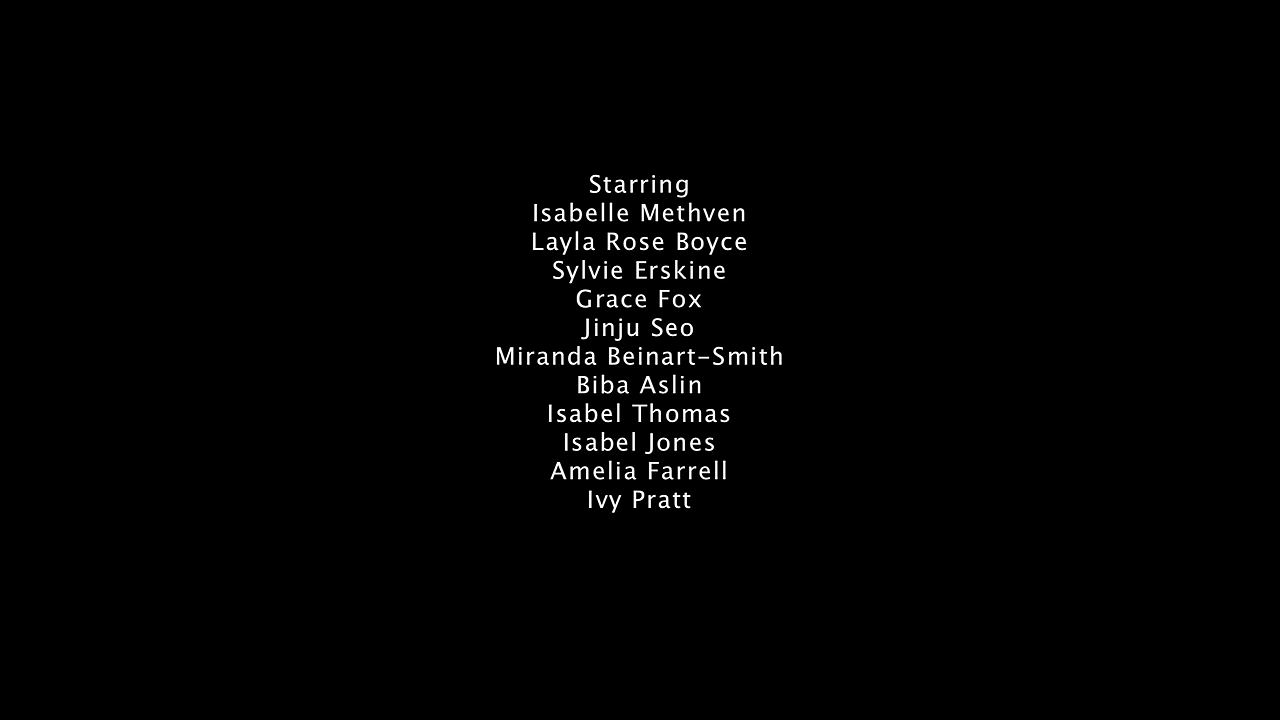 Starring
Isabelle Methven
Layla Rose Boyce
Sylvie Erskine
Grace Fox
Jinju Seo
Miranda Beinart-Smith
Biba Aslin
Isabel Thomas
Isabel Jones
Amelia Farrell
Ivy Pratt